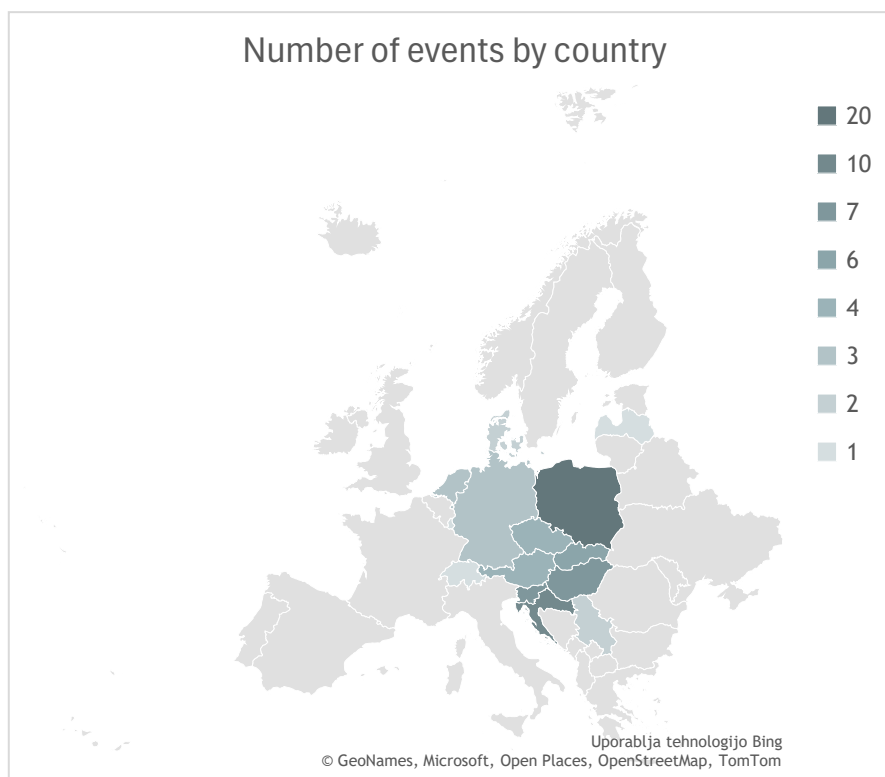 Number of events by country
20
10
7
6
4
3
2
1
Uporablja tehnologijo Bing
© GeoNames, Microsoft, Open Places, OpenStreetMap, TomTom